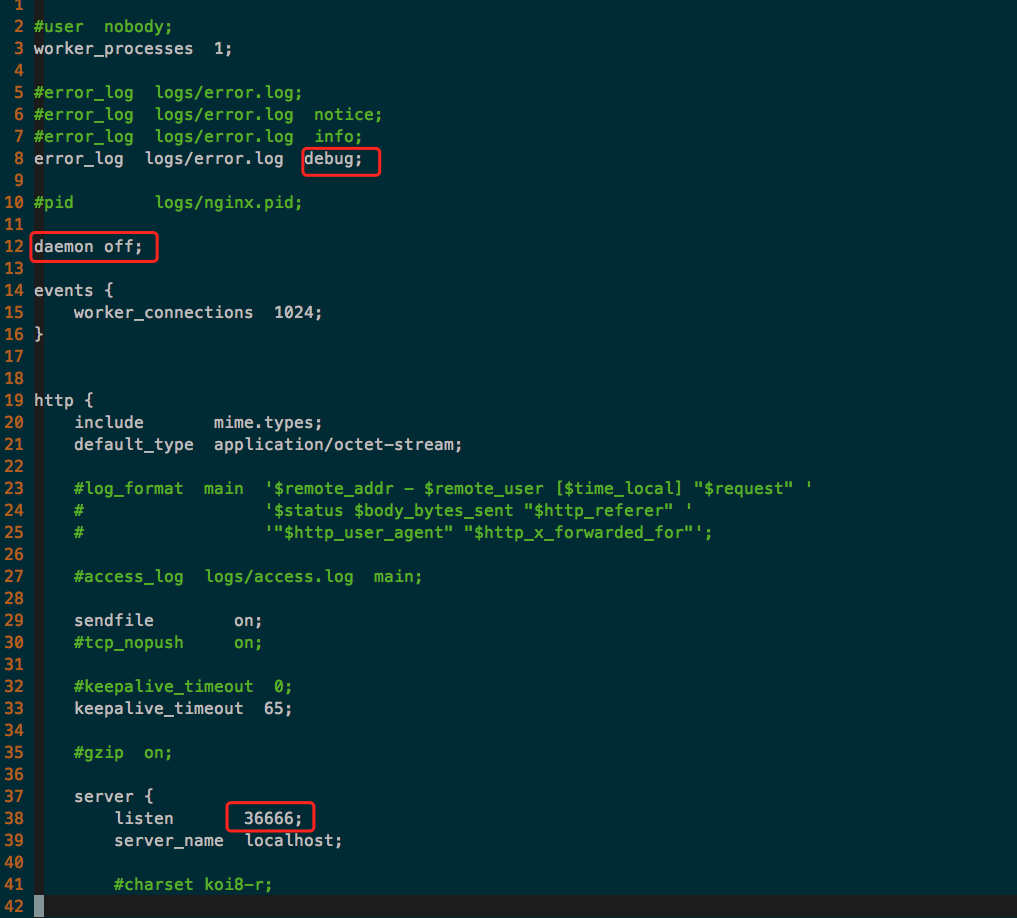 1
2 #user  nobody;
3 worker_processes  1;
4
5 #error_log  logs/error.log;
6 #error_log  logs/error.log  notice;
7 #error_log  logs/error.log  info;
8 error_log  logs/error.log  debug;
9
10 #pid        logs/nginx.pid;
11
12 daemon off;
13
14 events {
15     worker_connections  1024;
16 }
17
18
19 http {
20     include       mime.types;
21     default_type  application/octet-stream;
22
23     #log_format  main  '$remote_addr - $remote_user [$time_local] "$request" '
24     #                  '$status $body_bytes_sent "$http_referer" '
25     #                  '"$http_user_agent" "$http_x_forwarded_for"';
26
27     #access_log  logs/access.log  main;
28
29     sendfile        on;
30     #tcp_nopush     on;
31
32     #keepalive_timeout  0;
33     keepalive_timeout  65;
34
35     #gzip  on;
36
37     server {
38         listen       36666;
39         server_name  localhost;
40
41         #charset koi8-r;
42